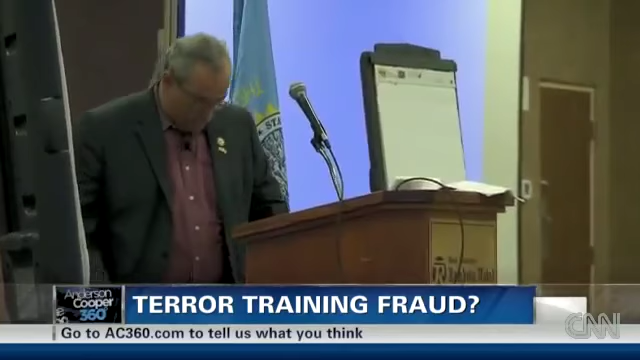 Anderson
Cooper
360°
TERROR TRAINING FRAUD?
CNN
Go to AC360.com to tell us what you think